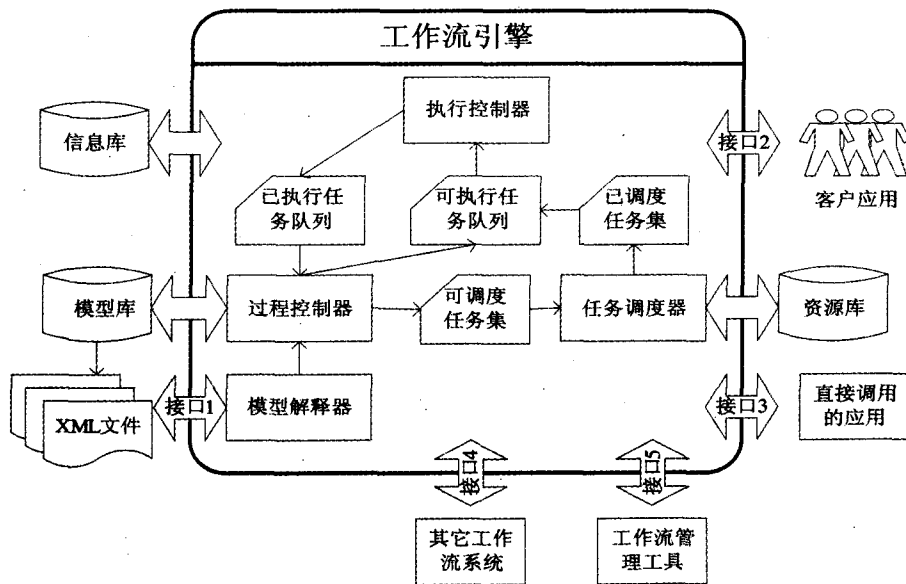 工作流引擎
执行控制器
信息库
接口2
客户应用
已执行任
务队列
可执行任
务队列
已调度
任务集
模型库
过程控制器
可调度
任务集
任务调度器
资源库
XML文件
接口1
模型解释器
接口3
直接调用
的应用
接口4
接口5
其它工作
流系统
工作流管
理工具